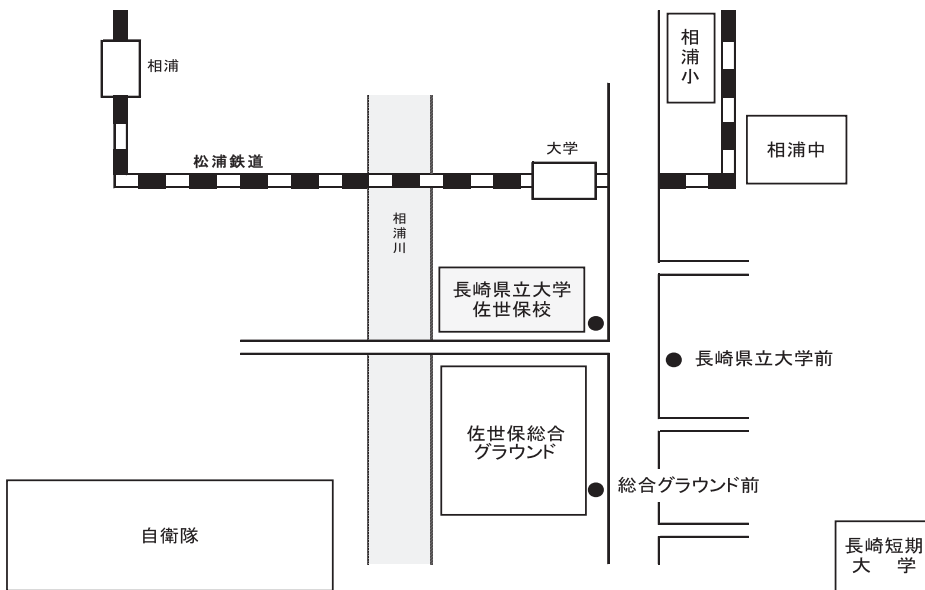 相浦小
相浦
大学
相浦中
松浦鉄道
相浦川
長崎県立大学
佐世保校
長崎県立大学前
佐世保総合
グラウンド
総合グラウンド前
自衛隊
長崎短期
大 学